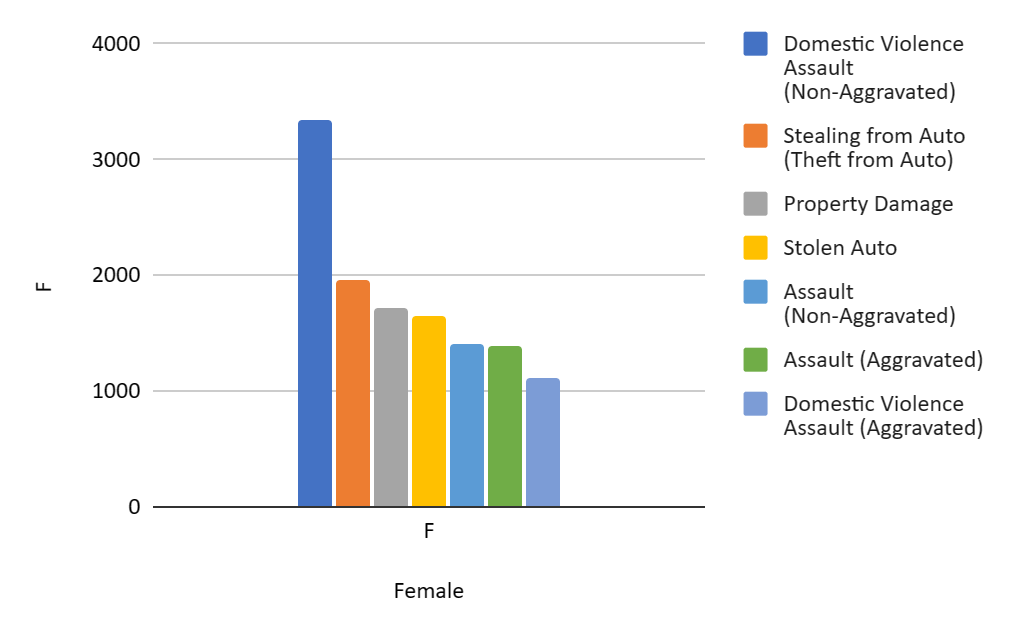 4000
3000
2000
1000
0
F
F
Female
Domestic Violence
Assault
(Non-Aggravated)
Stealing from Auto
(Theft from Auto)
Property Damage
Stolen Auto
Assault
(Non-Aggravated)
Assault (Aggravated)
Domestic Violence
Assault (Aggravated)